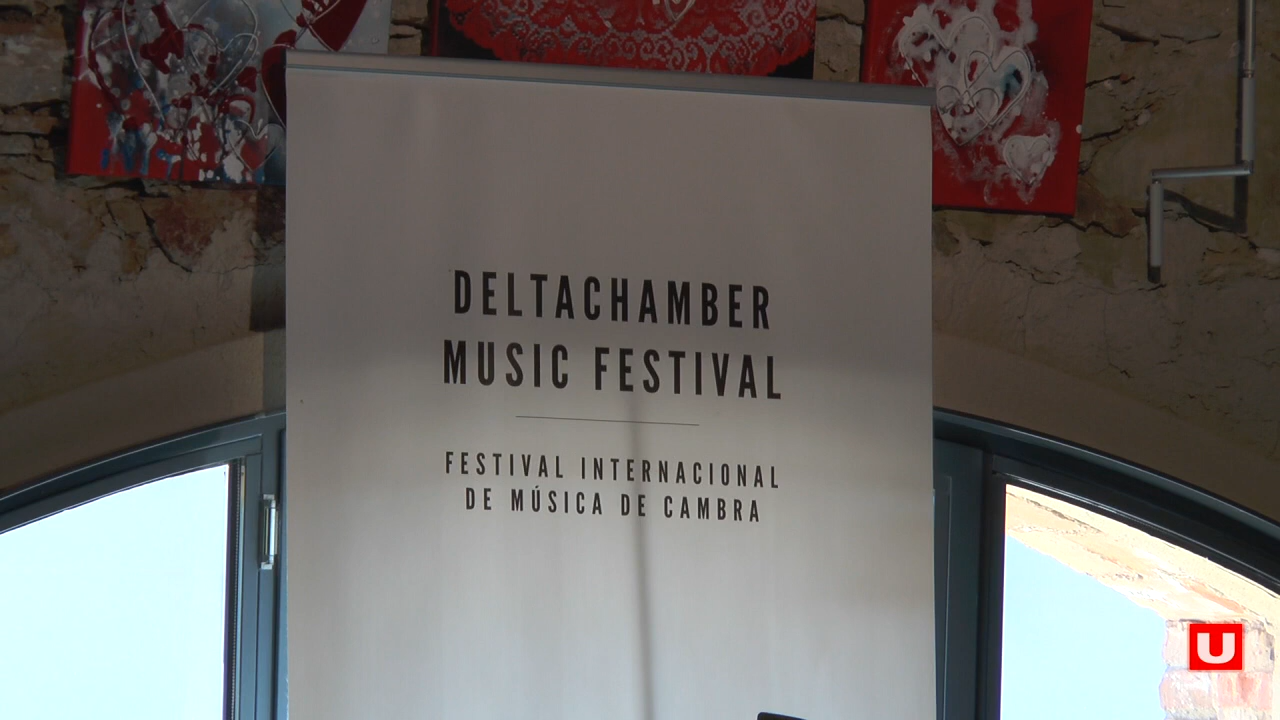 DELTACHAMBER
MUSIC FESTIVAL
FESTIVAL INTERNACIONAL
DE MÚSICA DE CAMBRA
U